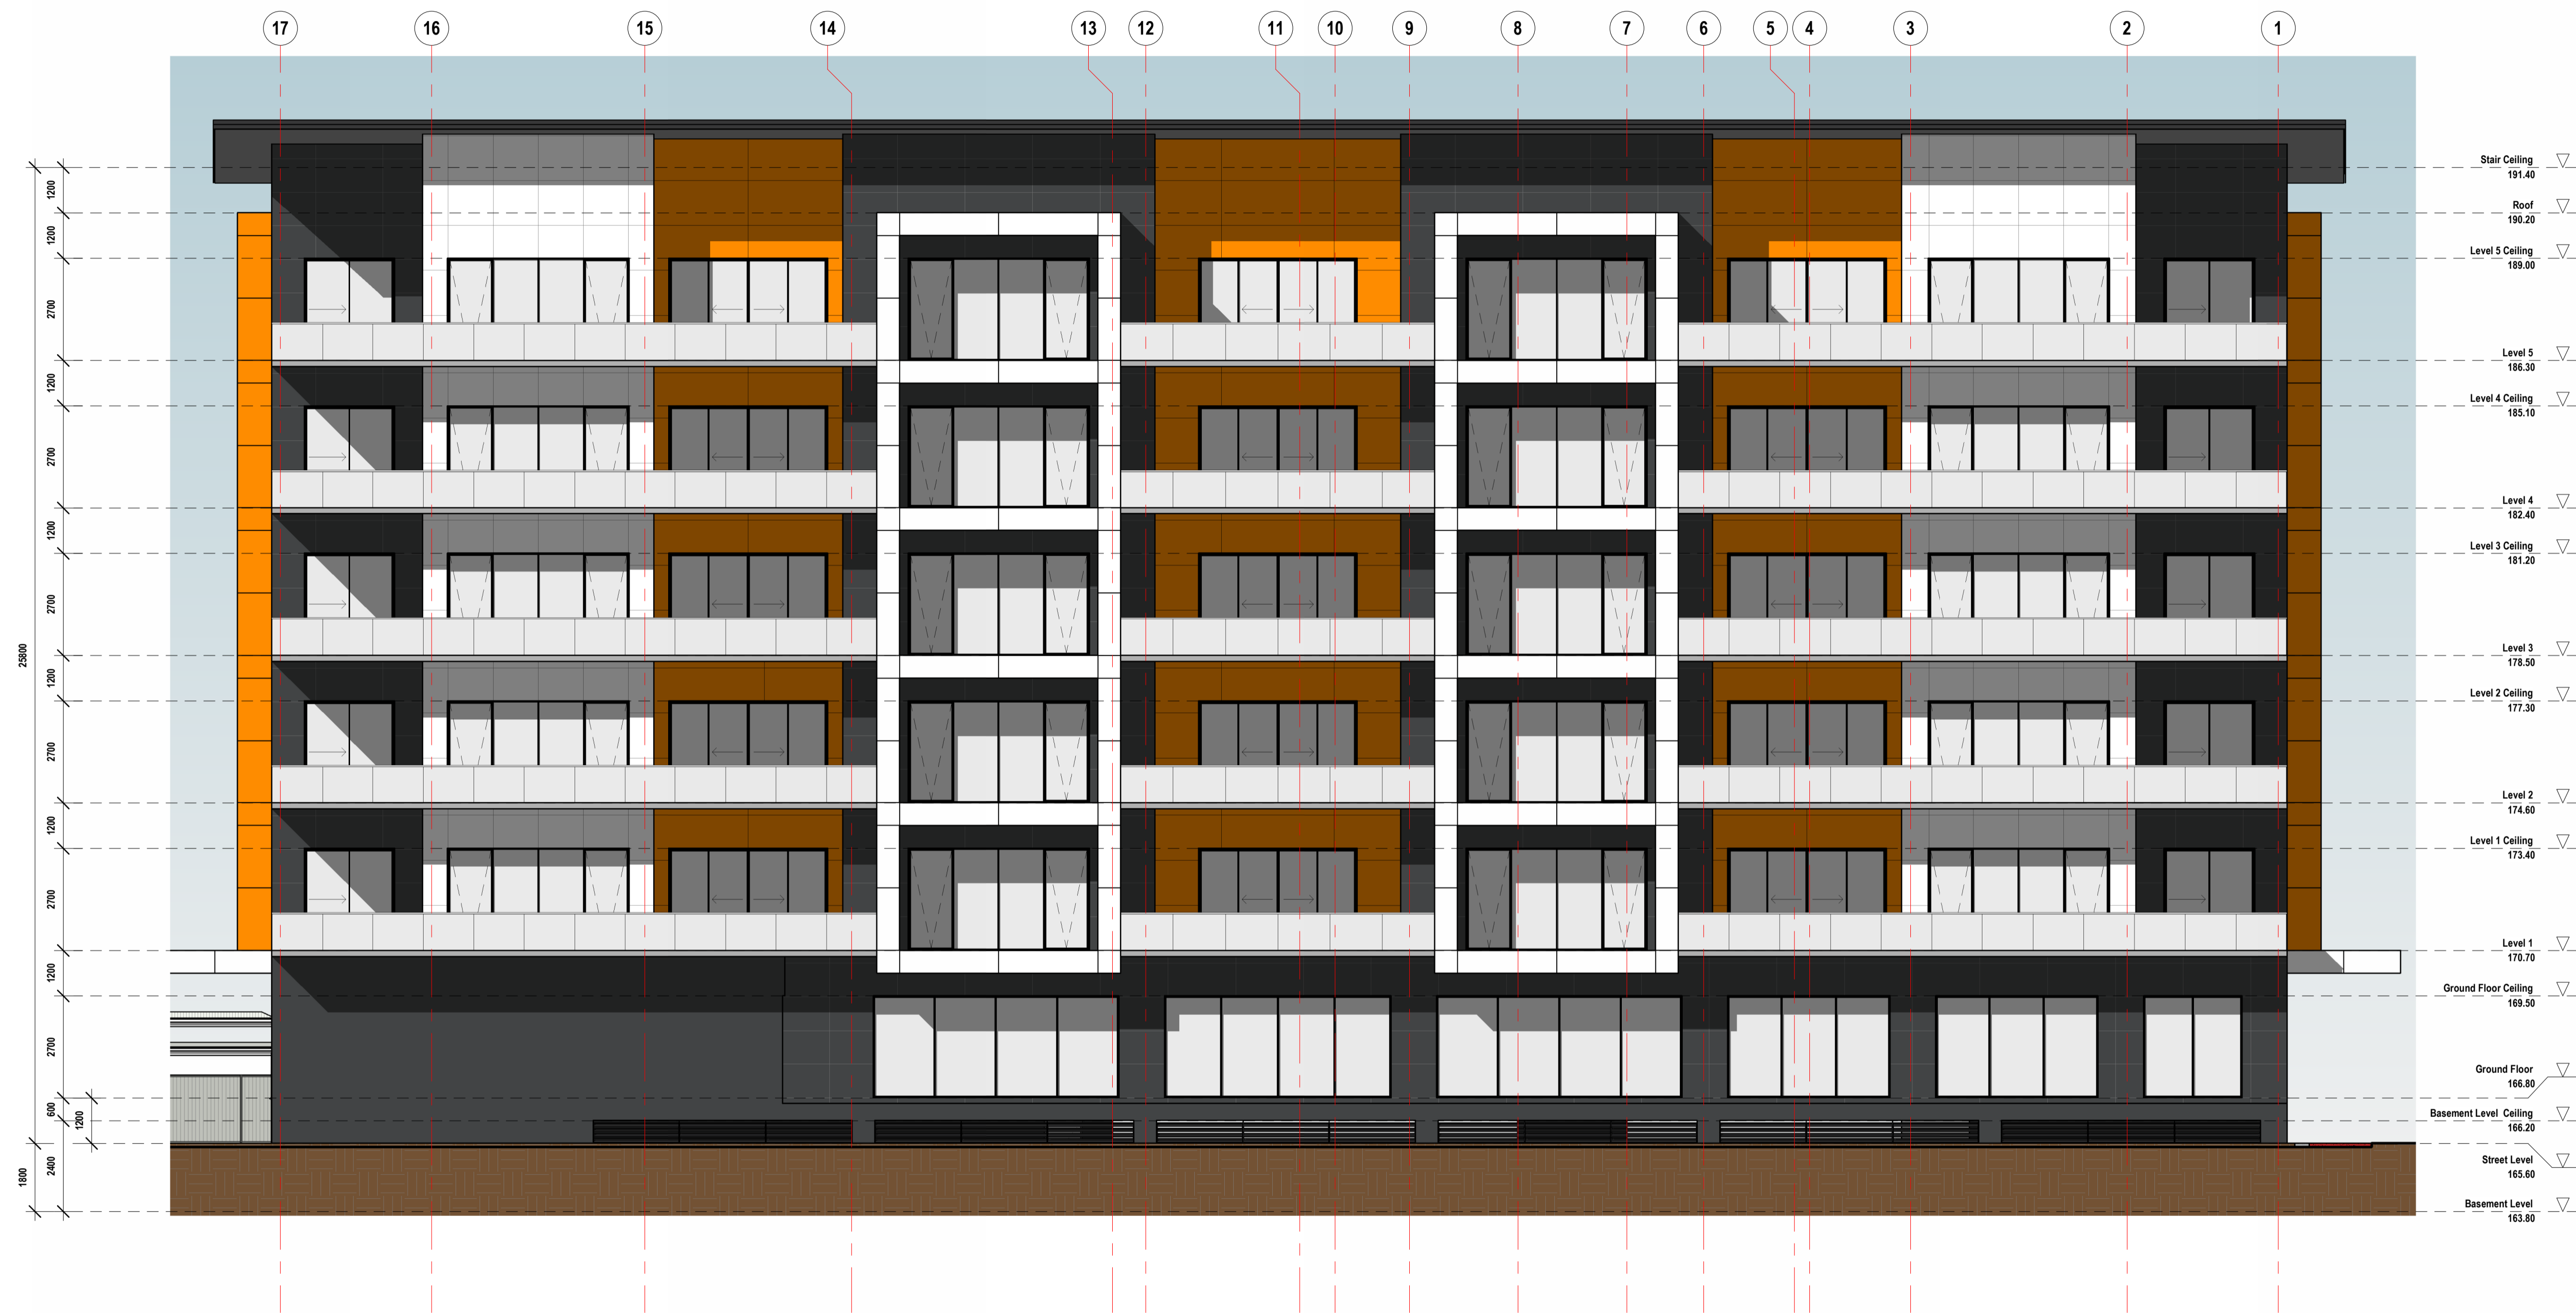 17 16 15 14 13 12 11 10 9 8 7 6 5 4 3 2 1
Stair Ceiling
191.40
1200
Roof
190.20
1200
Level 5 Ceiling
189.00
2700
Level 5
186.30
1200
Level 4 Ceiling
185.10
2700
Level 4
182.40
1200
Level 3 Ceiling
181.20
2700
25800
Level 3
178.50
1200
Level 2 Ceiling
177.30
2700
Level 2
174.60
1200
Level 1 Ceiling
173.40
2700
Level 1
170.70
1200
Ground Floor Ceiling
169.50
2700
Ground Floor
166.80
600
1200
Basement Level Ceiling
166.20
Street Level
165.60
1800
2400
Basement Level
163.80